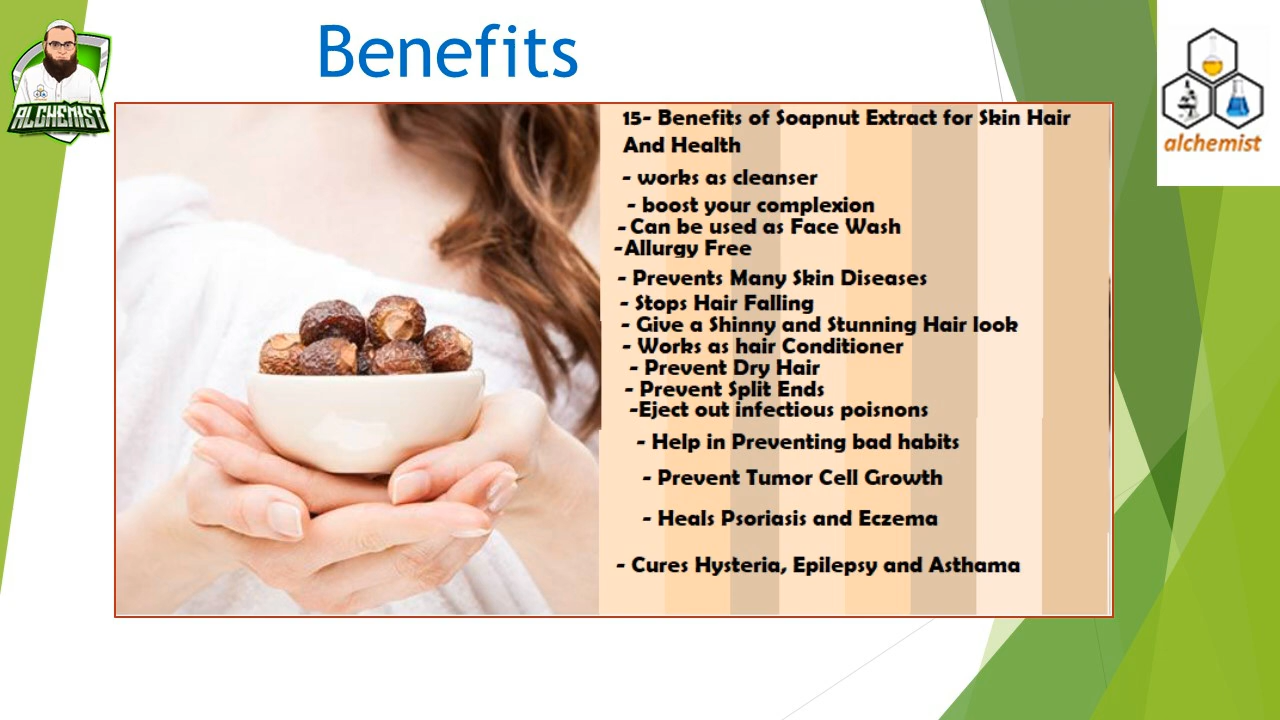 Benefits
ALCHEMIST
alchemist
15- Benefits of Soapnut Extract for Skin Hair
And Health
- works as cleanser
- boost your complexion
- Can be used as Face Wash
-Allurgy Free
- Prevents Many Skin Diseases
- Stops Hair Falling
- Give a Shinny and Stunning Hair look
- Works as hair Conditioner
- Prevent Dry Hair
- Prevent Split Ends
-Eject out infectious poisnons
- Help in Preventing bad habits
- Prevent Tumor Cell Growth
- Heals Psoriasis and Eczema
- Cures Hysteria, Epilepsy and Asthama